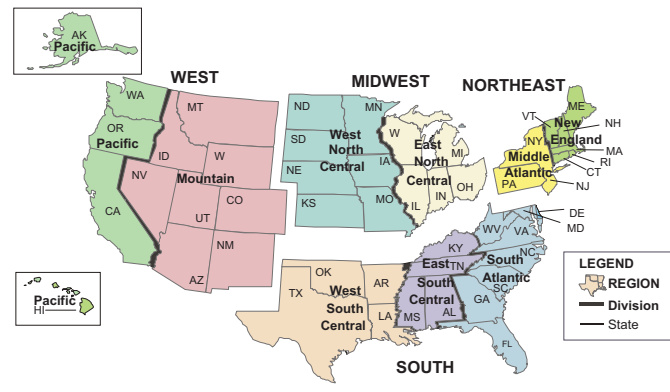 AK
Pacific
WEST
MIDWEST
NORTHEAST
WA
MT
OR
Pacific
ID
W
NV
Mountain
CA
UT
CO
AZ
NM
ND
MN
SD
West
North
Central
NE
IA
KS
MO
W
MI
East
North
Central
IL
IN
OH
VT
ME
New
England
NH
MA
RI
CT
NY
Middle
Atlantic
PA
NJ
DE
MD
WV
VA
KY
NC
East
TN
South
South
Central
Atlantic
SC
MS
AL
GA
FL
OK
AR
TX
West
South
Central
LA
SOUTH
Pacific
HI
LEGEND
REGION
Division
State